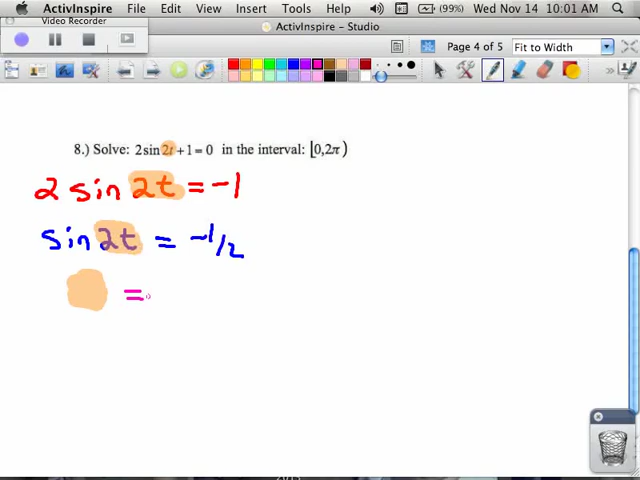 ActivInspire File Edit View Insert Tools Help (99%) Wed Nov 14 10:01 AM
Video Recorder
ActivInspire - Studio
Page 4 of 5 Fit to Width
8.) Solve: 2sin2t+1=0 in the interval: [0,2π)
2 sin 2t = -1
sin 2t = -1/2
=